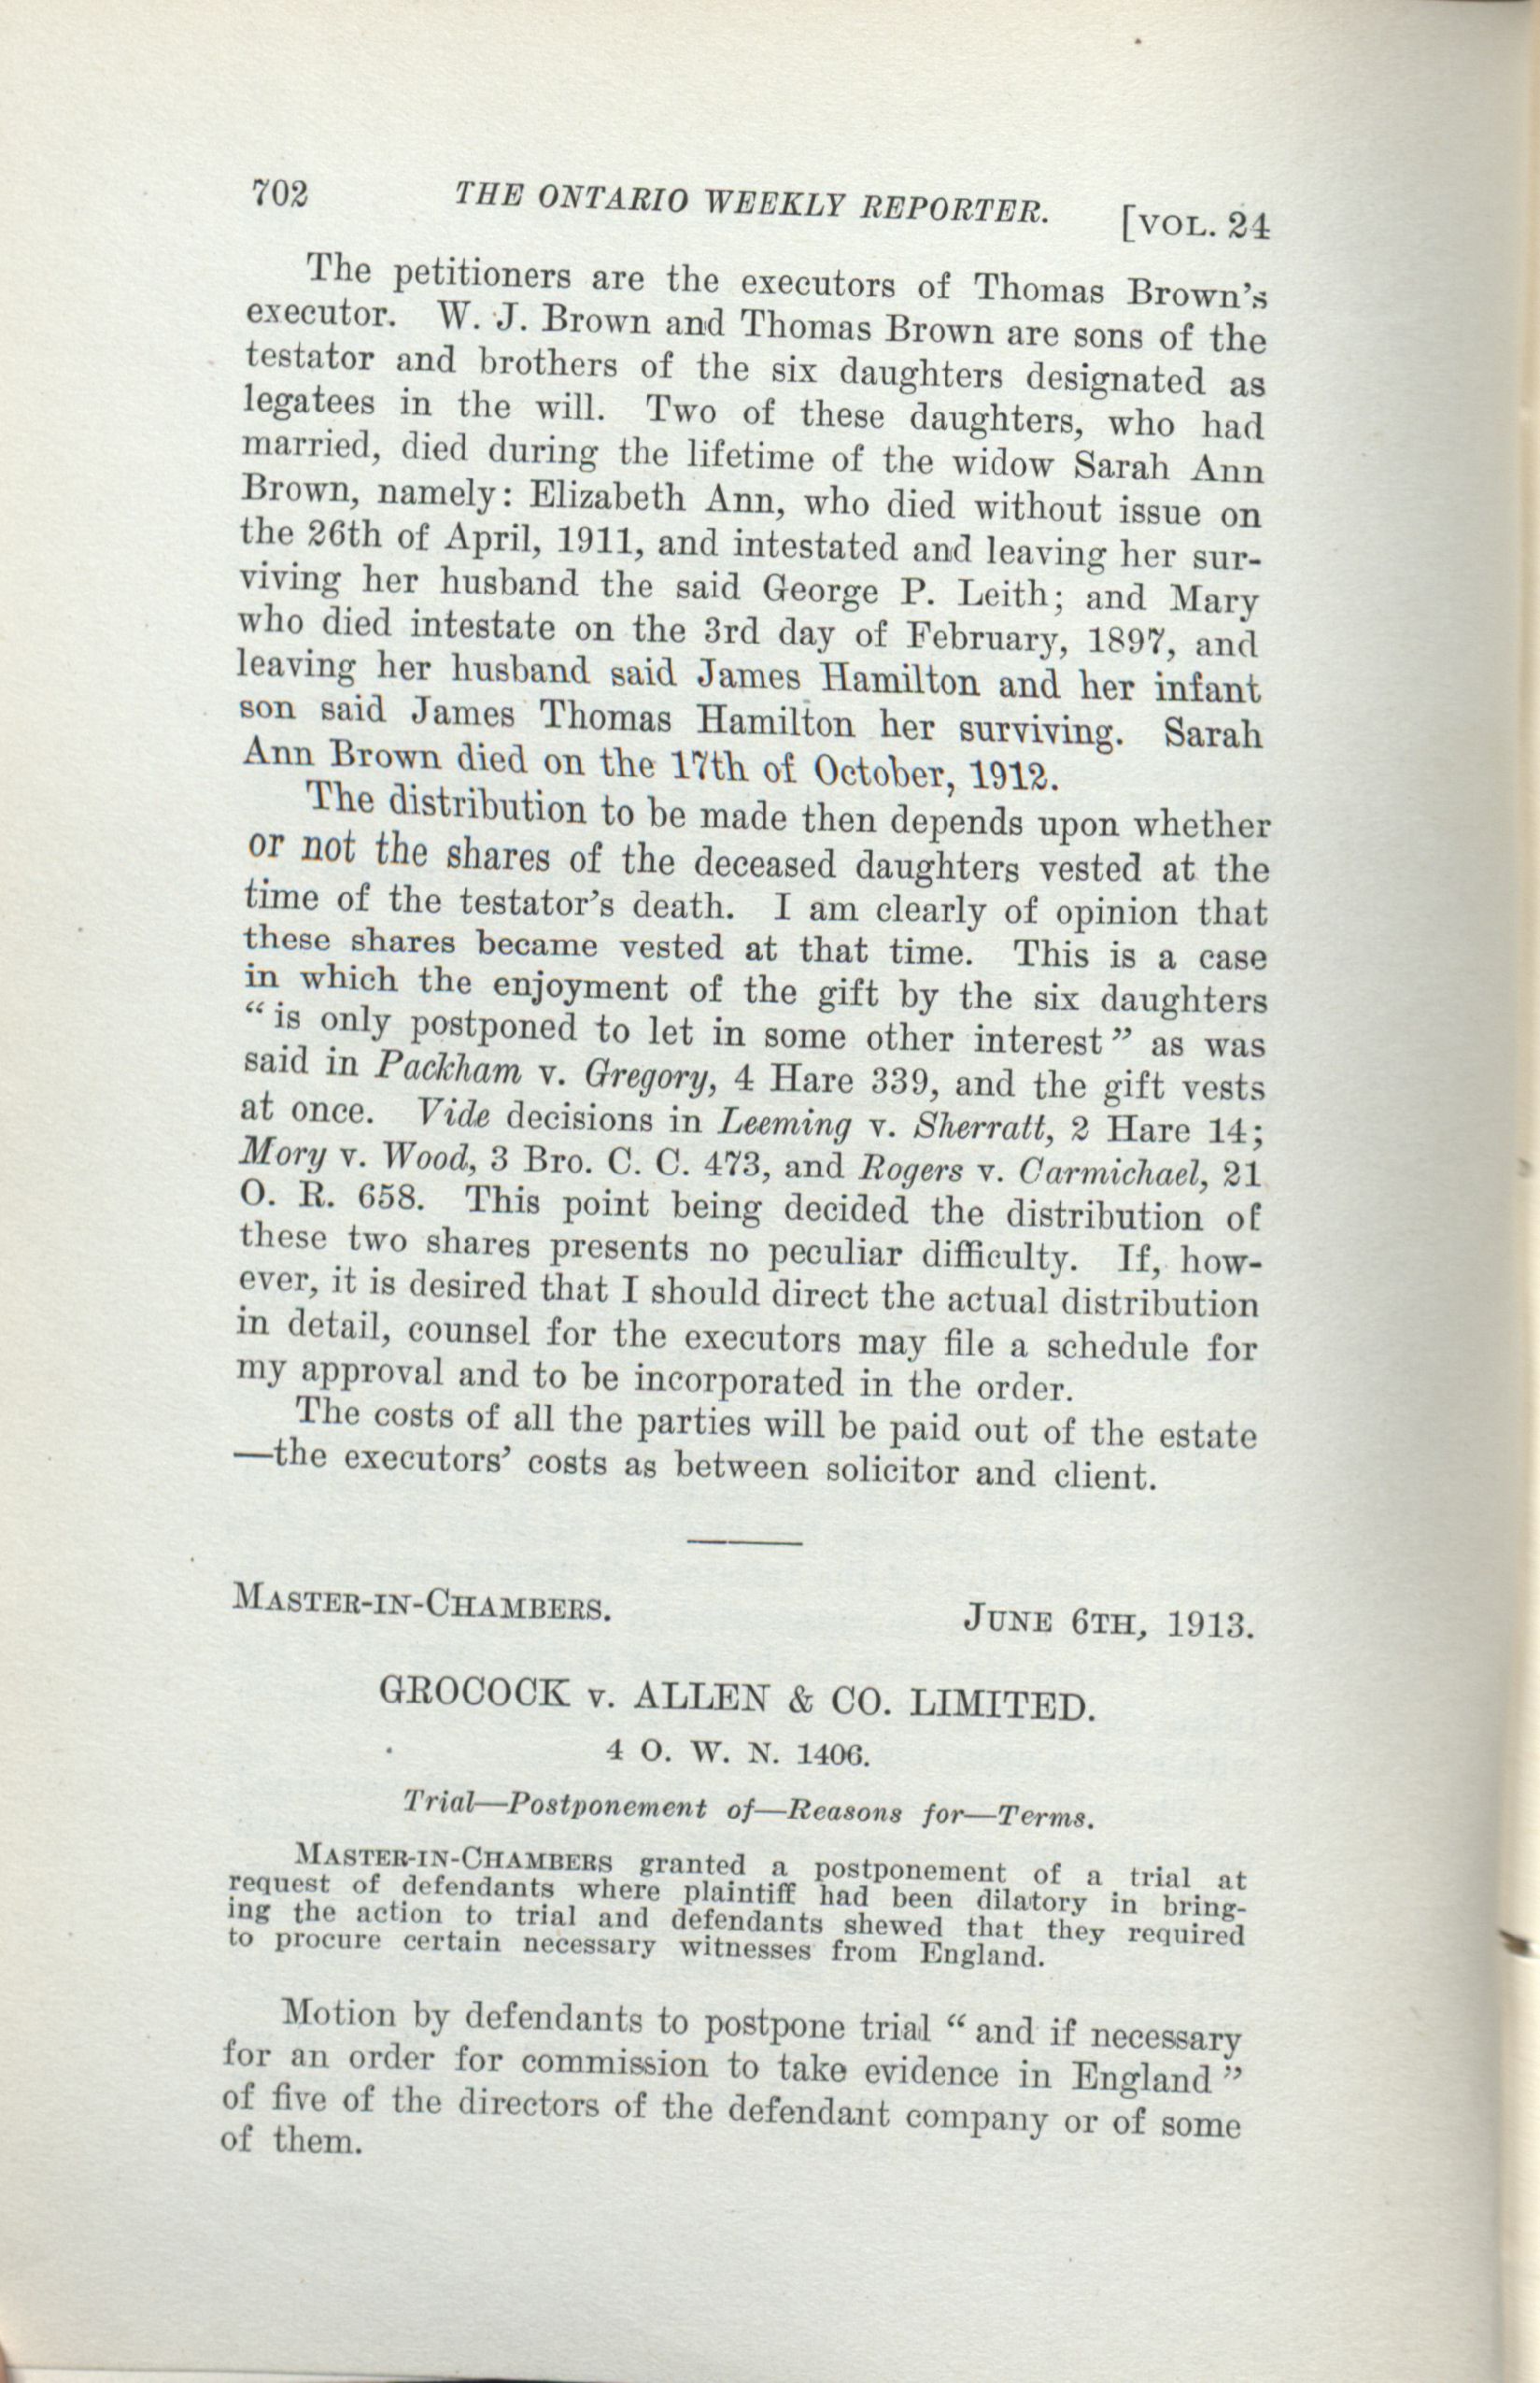 702 THE ONTARIO WEEKLY REPORTER. [VOL. 24
The petitioners are the executors of Thomas Brown's
executor. W. J. Brown and Thomas Brown are sons of the
testator and brothers of the six daughters designated as
legatees in the will. Two of these daughters, who had
married, died during the lifetime of the widow Sarah Ann
Brown, namely: Elizabeth Ann, who died without issue on
the 26th of April, 1911, and intestated and leaving her sur-
viving her husband the said George P. Leith; and Mary
who died intestate on the 3rd day of February, 1897, and
leaving her husband said James Hamilton and her infant
son said James Thomas Hamilton her surviving. Sarah
Ann Brown died on the 17th of October, 1912.
The distribution to be made then depends upon whether
or not the shares of the deceased daughters vested at the
time of the testator's death. I am clearly of opinion that
these shares became vested at that time. This is a case
in which the enjoyment of the gift by the six daughters
"is only postponed to let in some other interest" as was
said in Packham v. Gregory, 4 Hare 339, and the gift vests
at once. Vide decisions in Leeming v. Sherratt, 2 Hare 14;
Mory v. Wood, 3 Bro. C. C. 473, and Rogers v. Carmichael, 21
O. R. 658. This point being decided the distribution of
these two shares presents no peculiar difficulty. If, how-
ever, it is desired that I should direct the actual distribution
in detail, counsel for the executors may file a schedule for
my approval and to be incorporated in the order.
The costs of all the parties will be paid out of the estate
—the executors' costs as between solicitor and client.
MASTER-IN-CHAMBERS. JUNE 6TH, 1913.
GROCOCK v. ALLEN & CO. LIMITED.
4 O. W. N. 1406.
Trial—Postponement of—Reasons for—Terms.
MASTER-IN-CHAMBERS granted a postponement of a trial at
request of defendants where plaintiff had been dilatory in bring-
ing the action to trial and defendants shewed that they required
to procure certain necessary witnesses from England.
Motion by defendants to postpone trial "and if necessary
for an order for commission to take evidence in England"
of five of the directors of the defendant company or of some
of them.